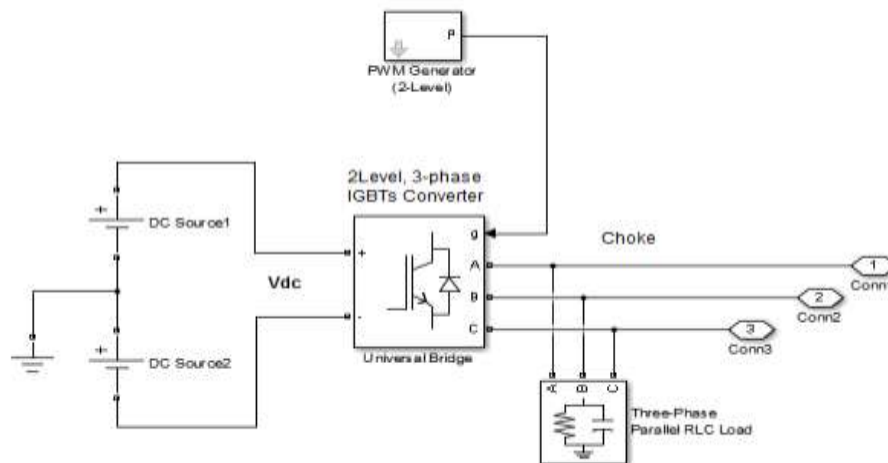 P
PWM Generator
(2-Level)
2Level, 3-phase
IGBTs Converter
+
DC Source1
g
Choke
+
A
1
Conn1
Vdc
B
2
Conn2
-
C
3
Conn3
+
DC Source2
Universal Bridge
A
B
C
Three-Phase
Parallel RLC Load